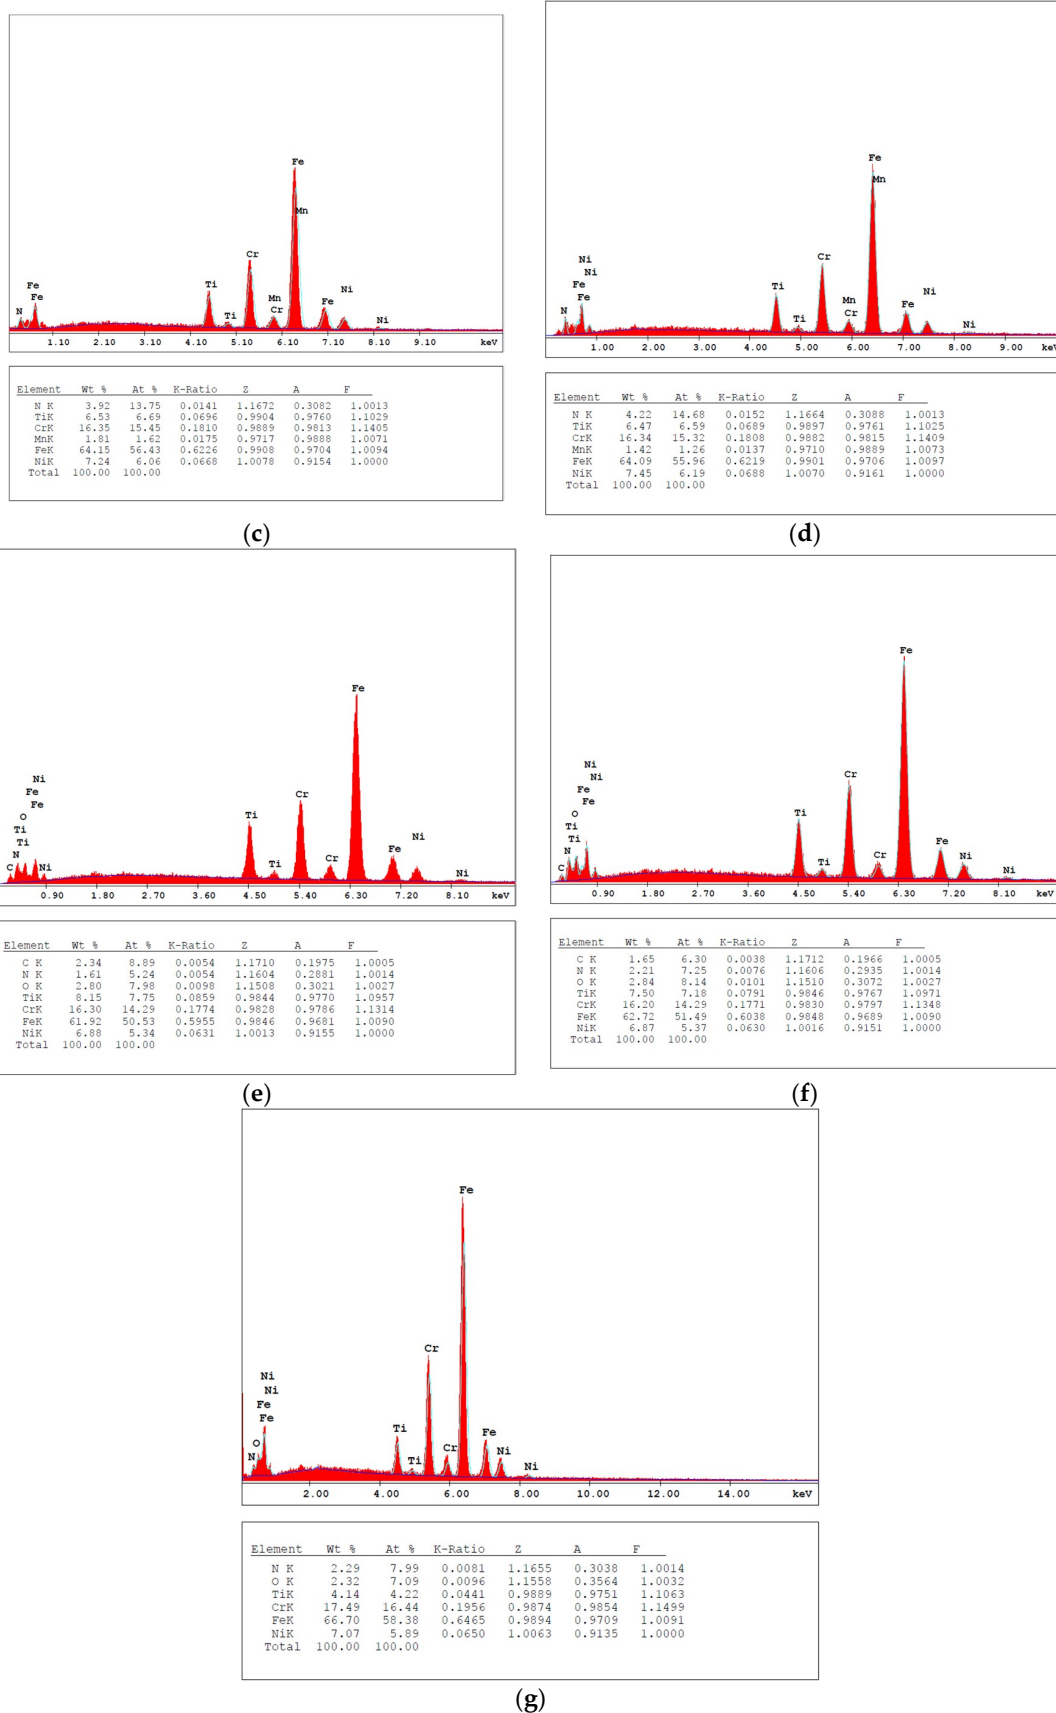 Fe
Mn
Cr
Ti
Fe
Fe
N
Ti
Mn
Cr
Fe
Ni
Ni
1.10 2.10 3.10 4.10 5.10 6.10 7.10 8.10 9.10 keV
Element Wt % At % K-Ratio Z A F
N K 3.92 13.75 0.0141 1.1672 0.3082 1.0013
TiK 6.53 6.69 0.0696 0.9904 0.9760 1.1029
CrK 16.35 15.45 0.1810 0.9889 0.9813 1.1405
MnK 1.81 1.62 0.0175 0.9717 0.9888 1.0071
FeK 64.15 56.43 0.6226 0.9908 0.9704 1.0094
NiK 7.24 6.06 0.0668 1.0078 0.9154 1.0000
Total 100.00 100.00
(c)
Fe
Mn
Cr
Ni
Ni
Fe
Fe
N
Ti
Ti
Mn
Cr
Fe
Ni
Ni
1.00 2.00 3.00 4.00 5.00 6.00 7.00 8.00 9.00 keV
Element Wt % At % K-Ratio Z A F
N K 4.22 14.68 0.0152 1.1664 0.3088 1.0013
TiK 6.47 6.59 0.0689 0.9897 0.9761 1.1025
CrK 16.34 15.32 0.1808 0.9882 0.9815 1.1409
MnK 1.42 1.26 0.0137 0.9710 0.9889 1.0073
FeK 64.09 55.96 0.6219 0.9901 0.9706 1.0097
NiK 7.45 6.19 0.0688 1.0070 0.9161 1.0000
Total 100.00 100.00
(d)
Fe
Ni
Fe
Fe
O
Ti
Ti
N
C
Ni
Ti
Ti
Cr
Cr
Fe
Ni
Ni
0.90 1.80 2.70 3.60 4.50 5.40 6.30 7.20 8.10 keV
Element Wt % At % K-Ratio Z A F
C K 2.34 8.89 0.0054 1.1710 0.1975 1.0005
N K 1.61 5.24 0.0054 1.1604 0.2881 1.0014
O K 2.80 7.98 0.0098 1.1508 0.3021 1.0027
TiK 8.15 7.75 0.0859 0.9844 0.9770 1.0957
CrK 16.30 14.29 0.1774 0.9828 0.9786 1.1314
FeK 61.92 50.53 0.5955 0.9846 0.9681 1.0090
NiK 6.88 5.34 0.0631 1.0013 0.9155 1.0000
Total 100.00 100.00
(e)
Fe
Ni
Ni
Fe
Fe
O
Ti
Ti
N
C
Ti
Ti
Cr
Cr
Fe
Ni
Ni
0.90 1.80 2.70 3.60 4.50 5.40 6.30 7.20 8.10 keV
Element Wt % At % K-Ratio Z A F
C K 1.65 6.30 0.0038 1.1712 0.1966 1.0005
N K 2.21 7.25 0.0076 1.1606 0.2935 1.0014
O K 2.84 8.14 0.0101 1.1510 0.3072 1.0027
TiK 7.50 7.18 0.0791 0.9846 0.9767 1.0971
CrK 16.20 14.29 0.1771 0.9830 0.9797 1.1348
FeK 62.72 51.49 0.6038 0.9848 0.9689 1.0090
NiK 6.87 5.37 0.0630 1.0016 0.9151 1.0000
Total 100.00 100.00
(f)
Fe
Cr
Ni
Ni
Fe
Fe
O
N
Ti
Ti
Cr
Fe
Ni
Ni
2.00 4.00 6.00 8.00 10.00 12.00 14.00 keV
Element Wt % At % K-Ratio Z A F
N K 2.29 7.99 0.0081 1.1655 0.3038 1.0014
O K 2.32 7.09 0.0096 1.1558 0.3564 1.0032
TiK 4.14 4.22 0.0441 0.9889 0.9751 1.1063
CrK 17.49 16.44 0.1956 0.9874 0.9854 1.1499
FeK 66.70 58.38 0.6465 0.9894 0.9709 1.0091
NiK 7.07 5.89 0.0650 1.0063 0.9135 1.0000
Total 100.00 100.00
(g)